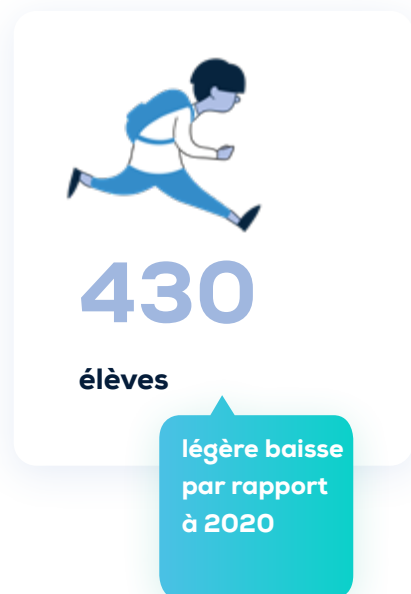 430
élèves
légère baisse
par rapport
à 2020